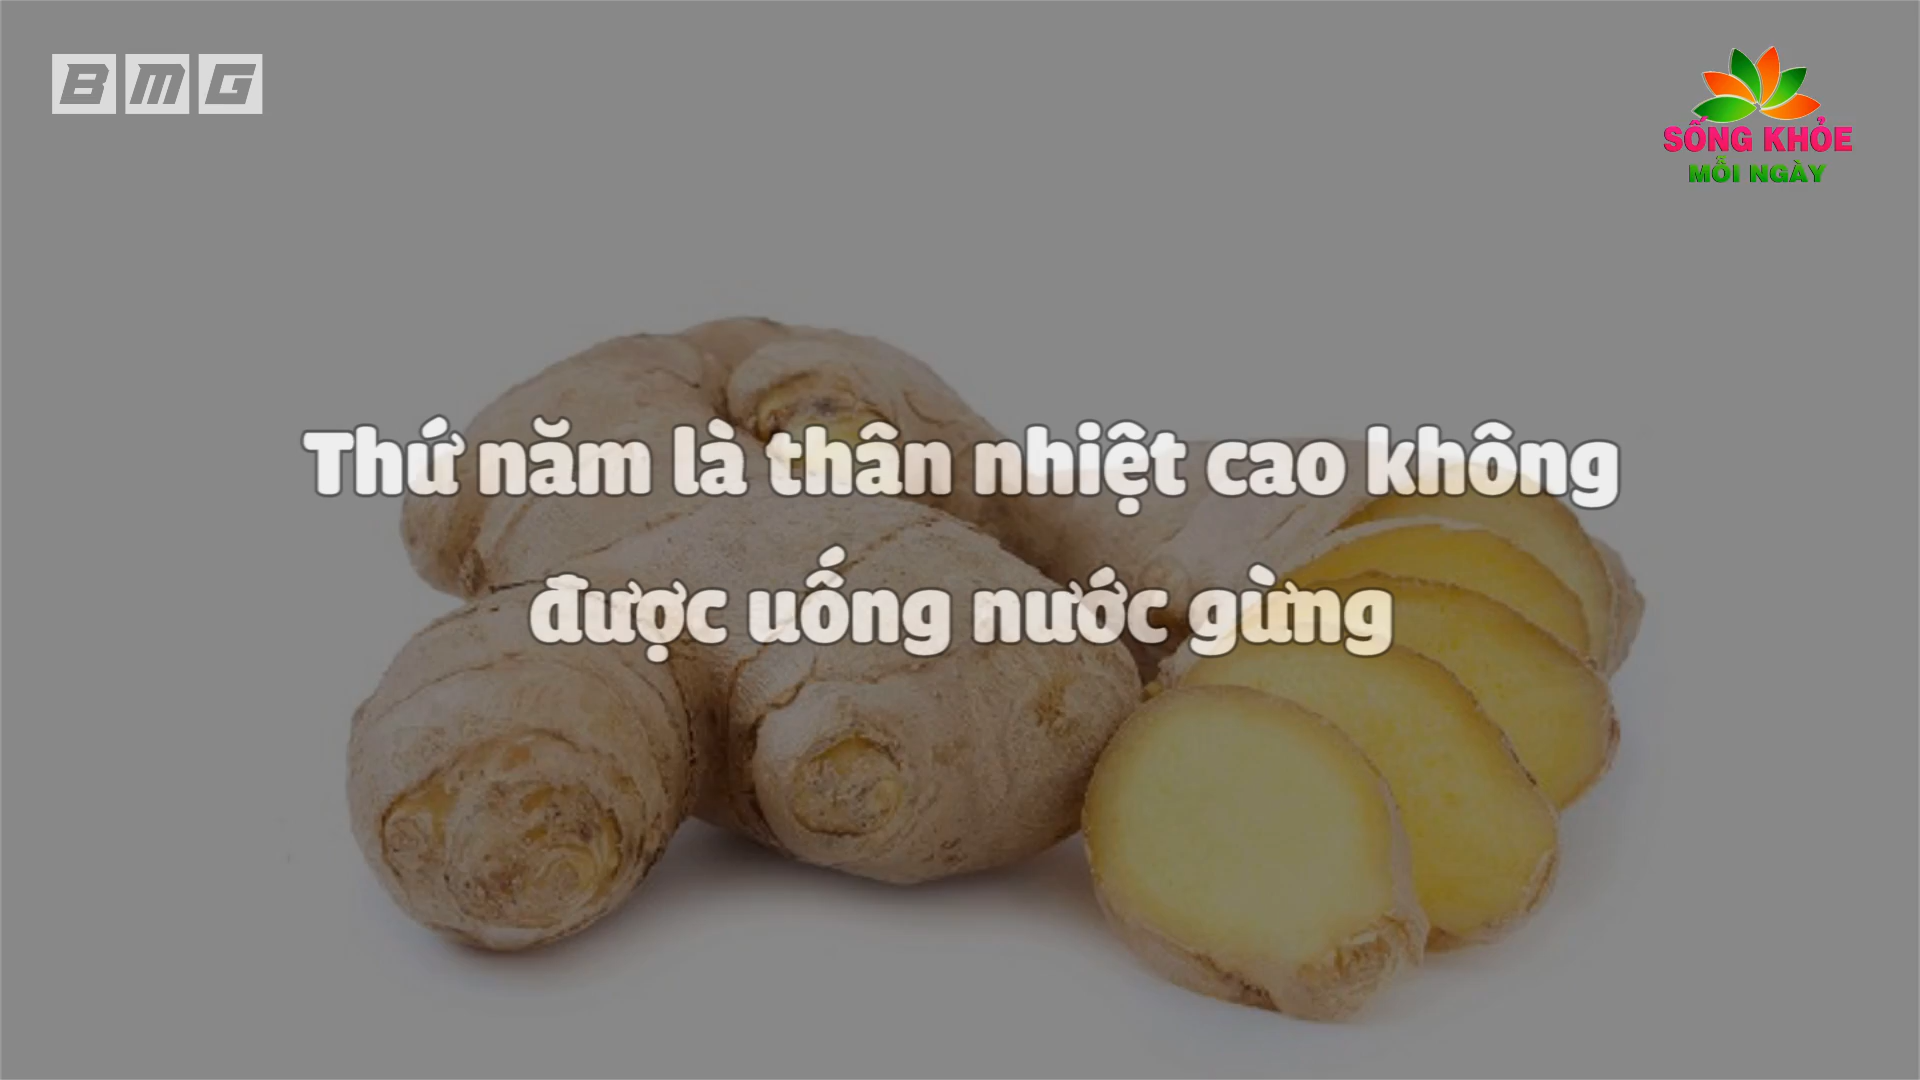 BMG
SỐNG KHỎE
MỖI NGÀY
Thứ năm là thân nhiệt cao không
được uống nước gừng